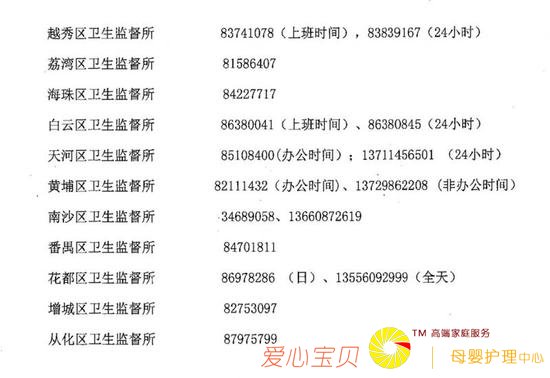 越秀区卫生监督所 83741078（上班时间），83839167（24小时）
荔湾区卫生监督所 81586407
海珠区卫生监督所 84227717
白云区卫生监督所 86380041（上班时间）、86380845（24小时）
天河区卫生监督所 85108400(办公时间)；13711456501 （24小时）
黄埔区卫生监督所 82111432（办公时间）、13729862208（非办公时间）
南沙区卫生监督所 34689058、13660872619
番禺区卫生监督所 84701811
花都区卫生监督所 86978286 （日）、13556092999（全天）
增城区卫生监督所 82753097
从化区卫生监督所 87975799
爱心宝贝
TM 高端家庭服务
母婴护理中心